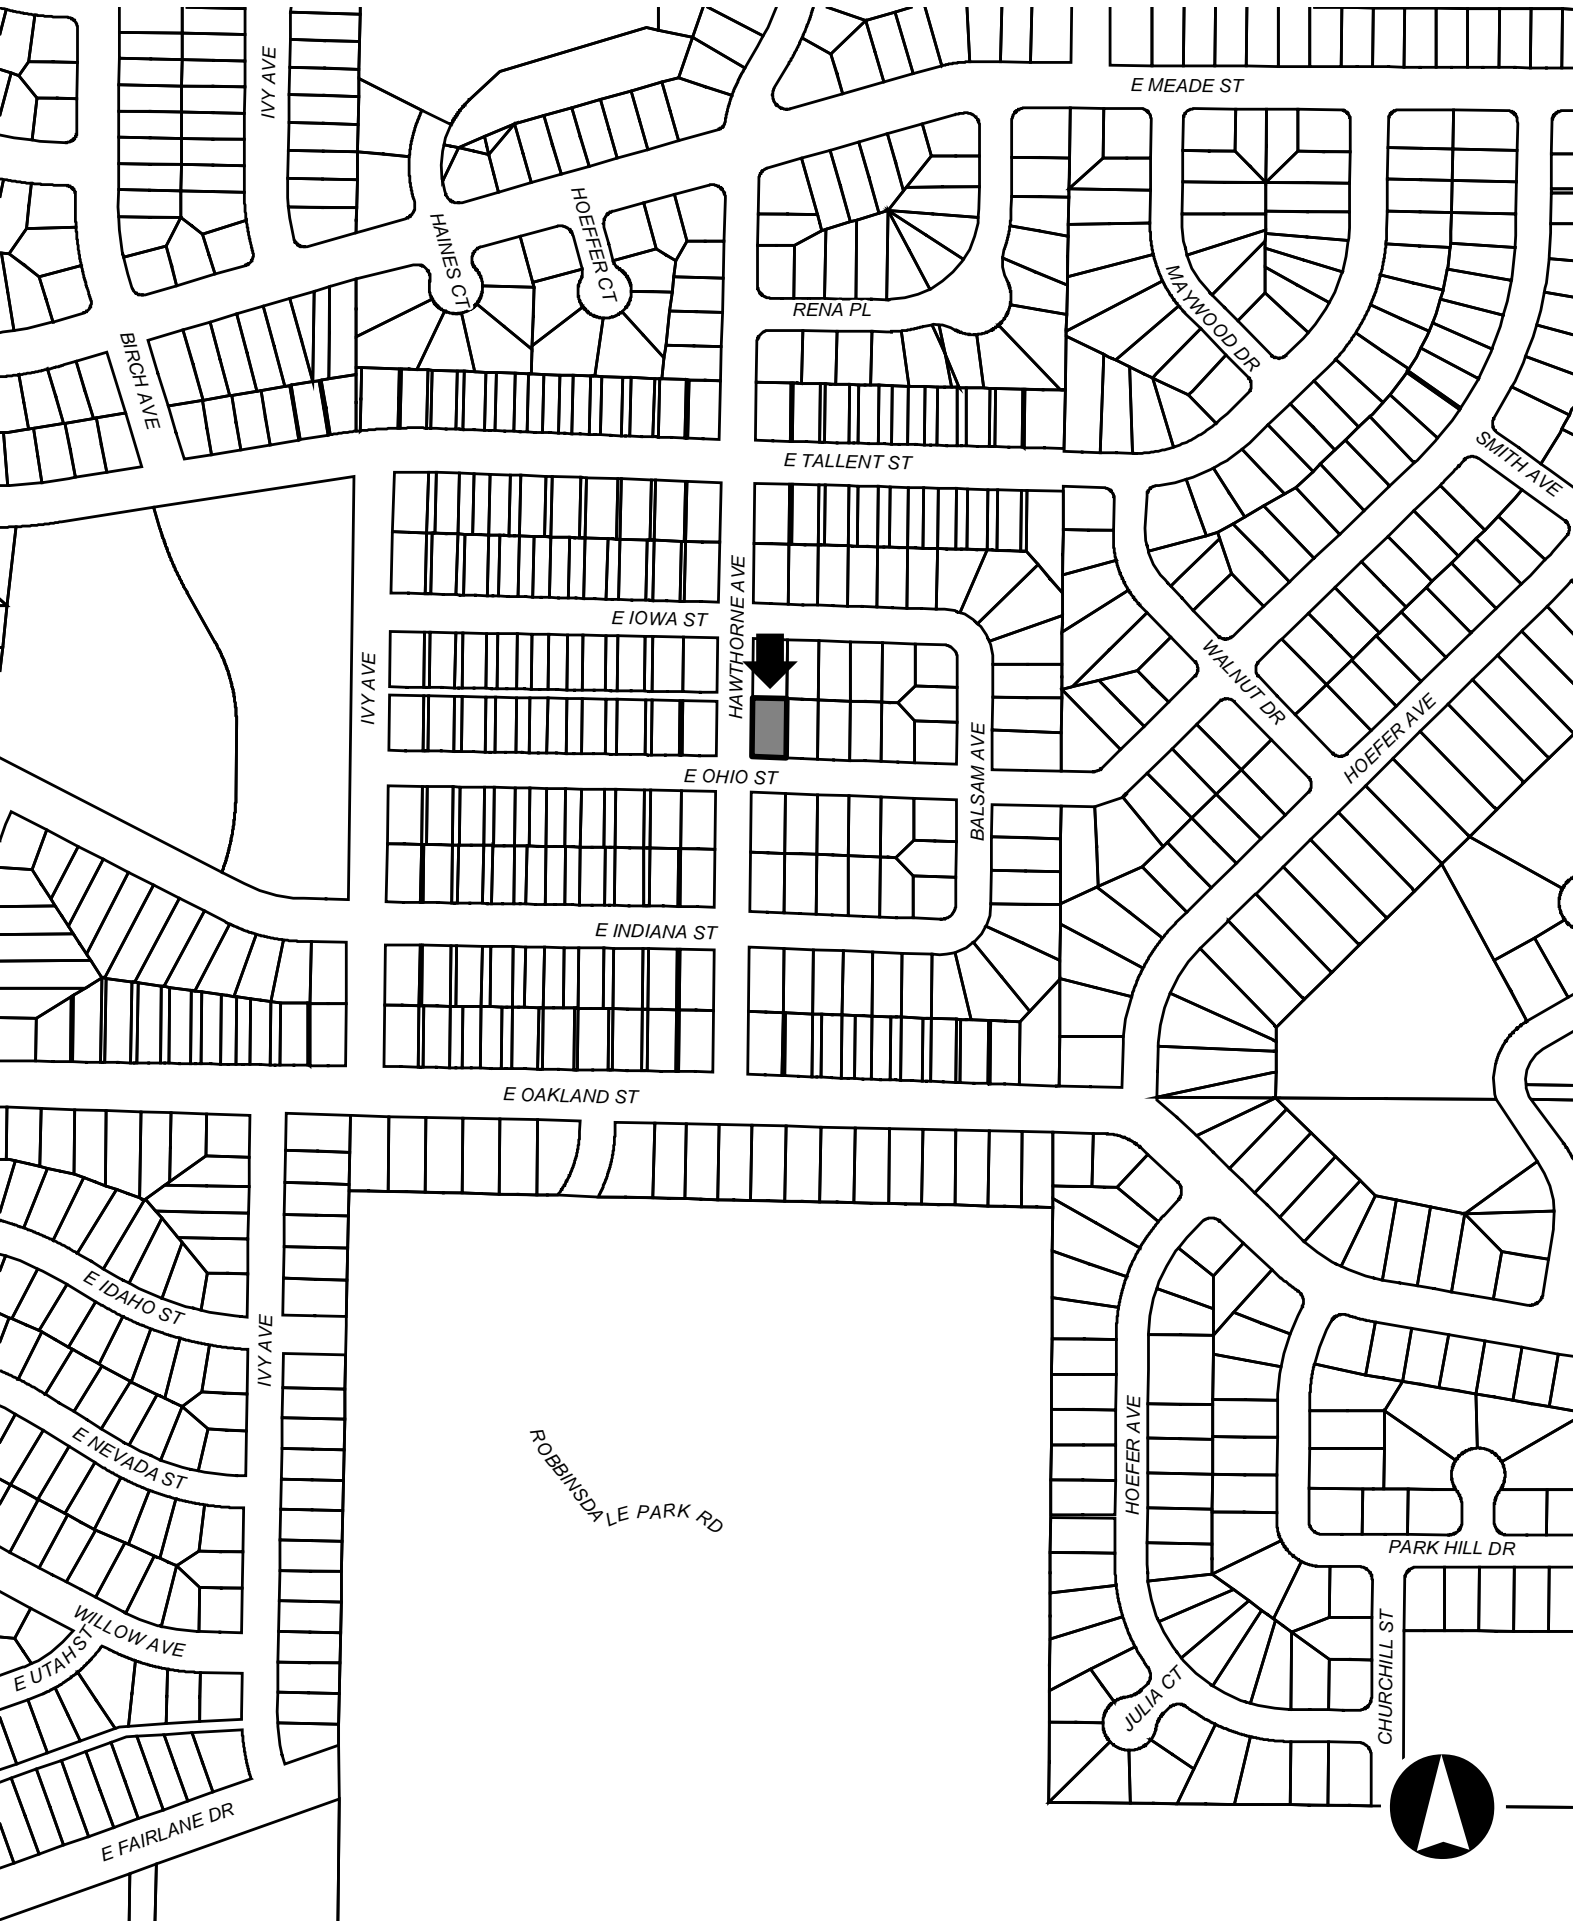 IVY AVE
E MEADE ST
HAINES CT
HOEFFER CT
MAYWOOD DR
RENA PL
BIRCH AVE
E TALLENT ST
SMITH AVE
HAWTHORNE AVE
E IOWA ST
IVY AVE
WALNUT DR
HOEFER AVE
E OHIO ST
BALSAM AVE
E INDIANA ST
E OAKLAND ST
E IDAHO ST
IVY AVE
HOEFER AVE
E NEVADA ST
ROBBINSDALE PARK RD
PARK HILL DR
WILLOW AVE
E UTAH ST
CHURCHILL ST
JULIA CT
E FAIRLANE DR